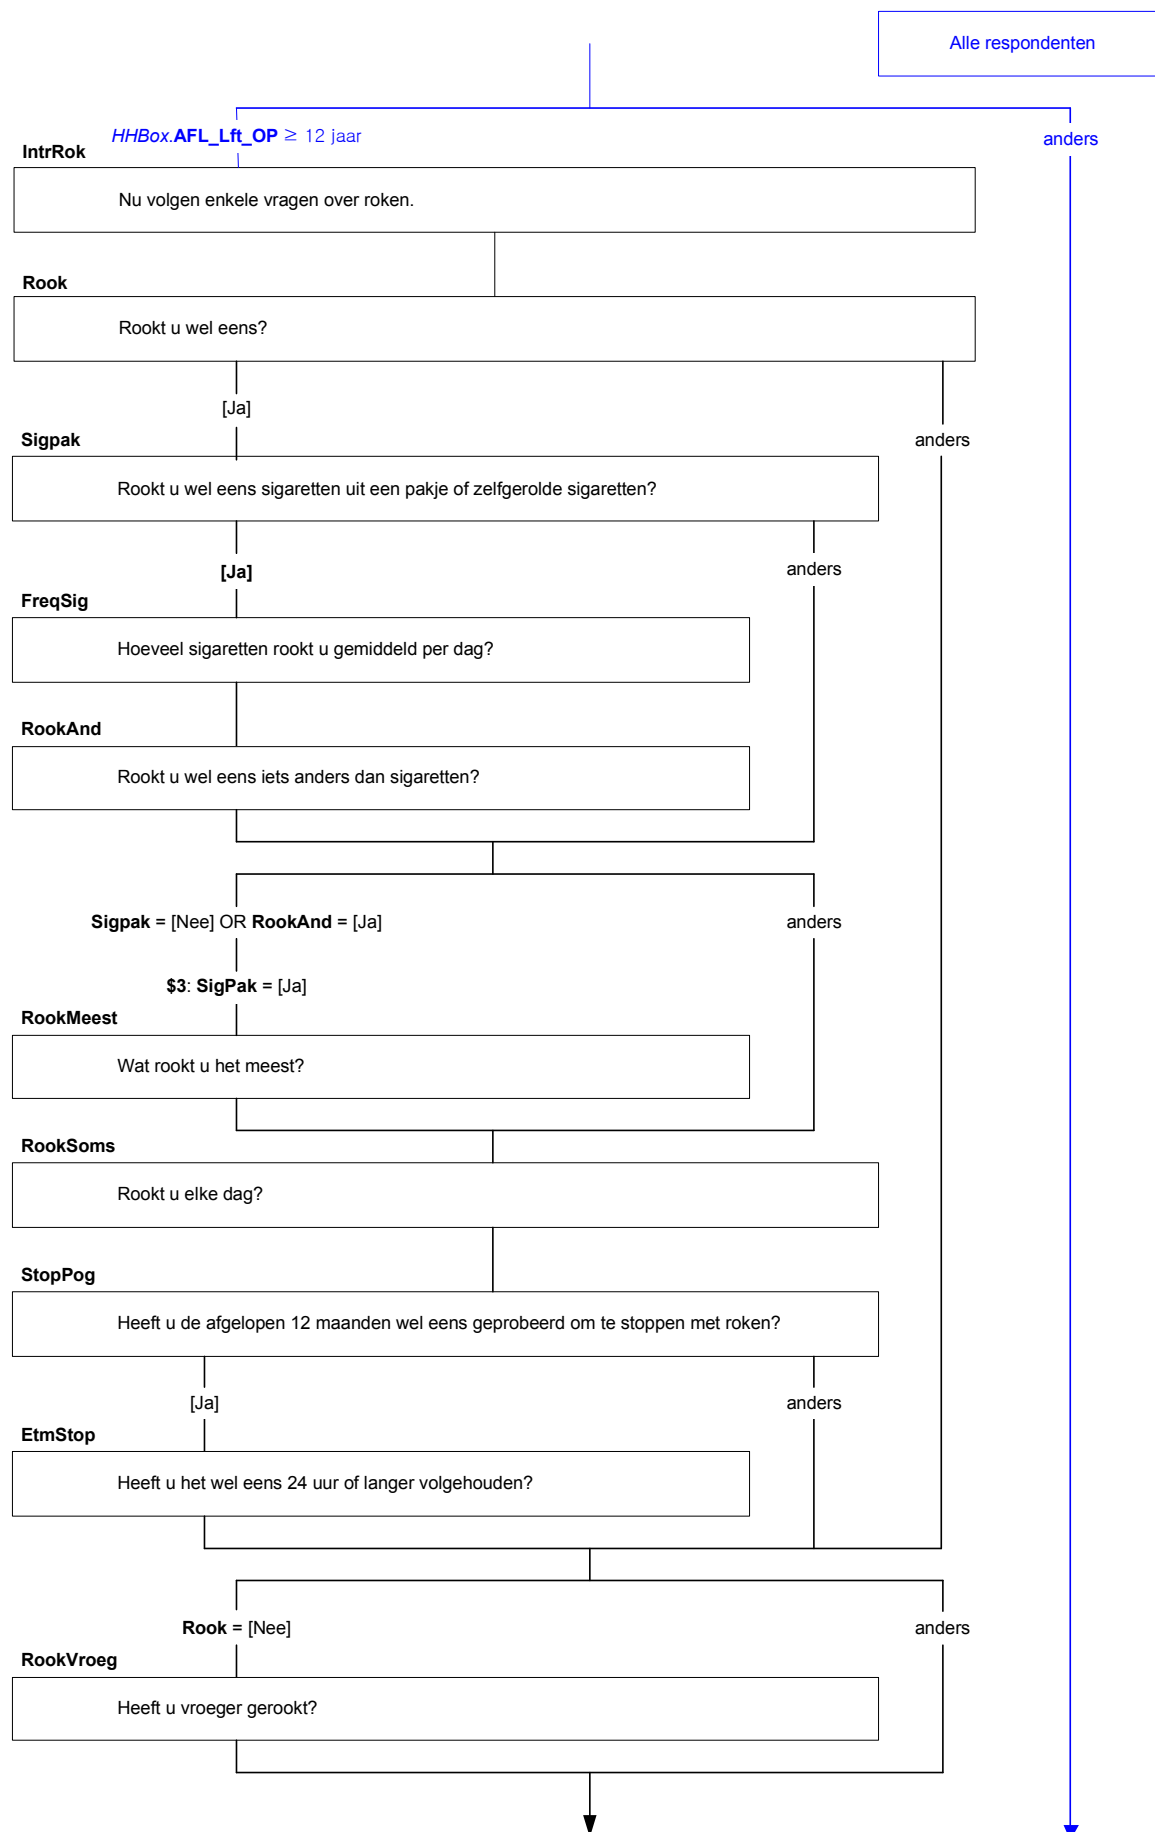 Alle respondenten
HHBox.AFL_Lft_OP ≥ 12 jaar
anders
IntrRok
Nu volgen enkele vragen over roken.
Rook
Rookt u wel eens?
[Ja]
anders
Sigpak
Rookt u wel eens sigaretten uit een pakje of zelfgerolde sigaretten?
[Ja]
anders
FreqSig
Hoeveel sigaretten rookt u gemiddeld per dag?
RookAnd
Rookt u wel eens iets anders dan sigaretten?
Sigpak = [Nee] OR RookAnd = [Ja]
anders
$3: SigPak = [Ja]
RookMeest
Wat rookt u het meest?
RookSoms
Rookt u elke dag?
StopPog
Heeft u de afgelopen 12 maanden wel eens geprobeerd om te stoppen met roken?
[Ja]
anders
EtmStop
Heeft u het wel eens 24 uur of langer volgehouden?
Rook = [Nee]
anders
RookVroeg
Heeft u vroeger gerookt?